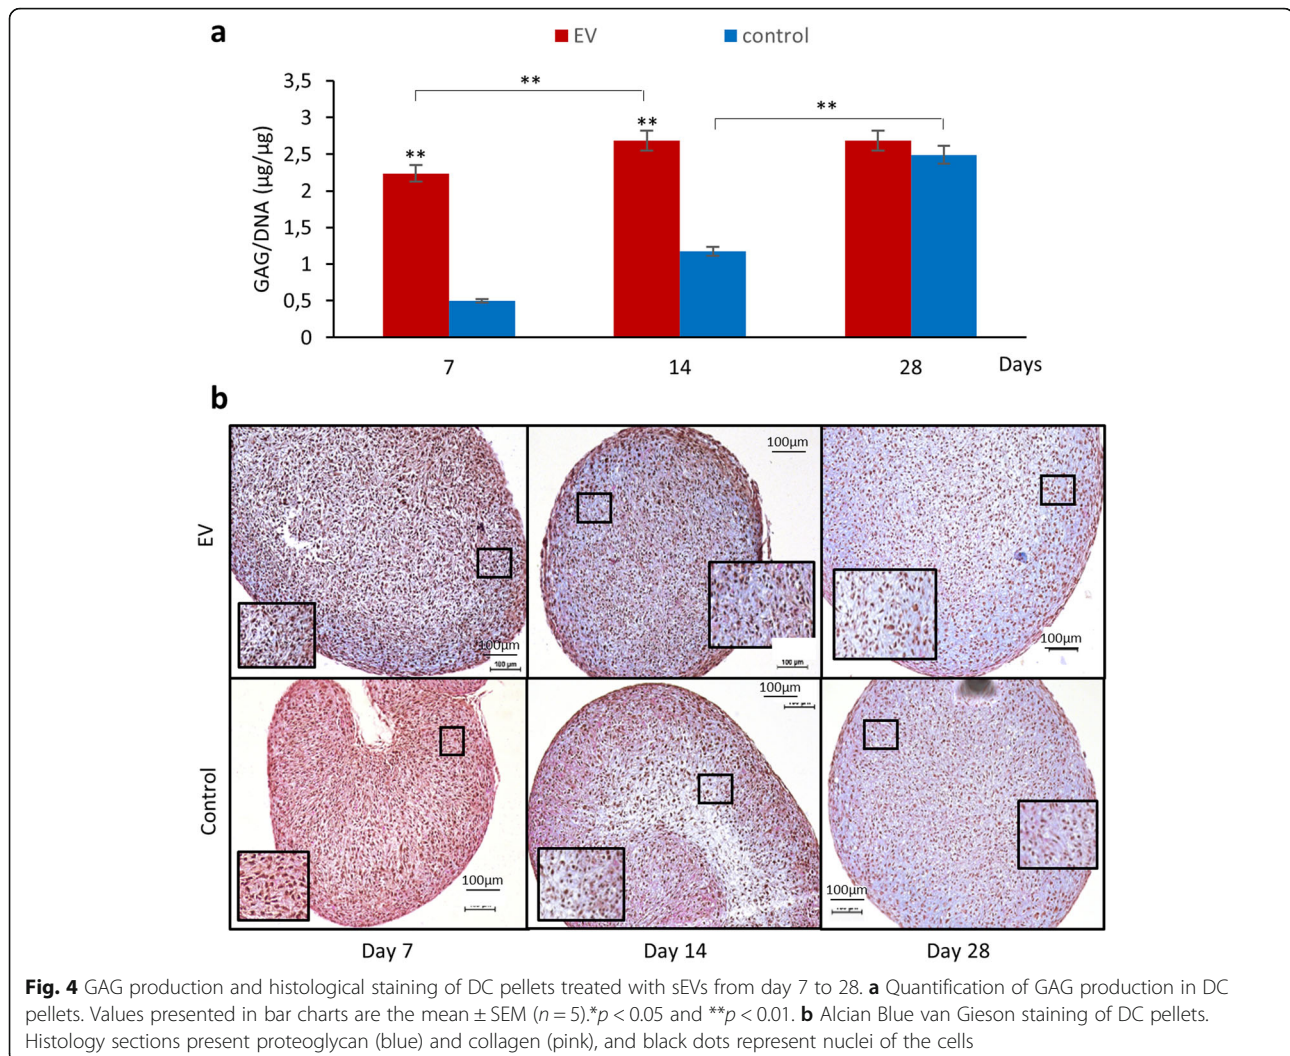 a
EV control
**
**
**
**
3,5
3
2,5
2
1,5
1
0,5
0
GAG/DNA (µg/µg)
7 14 28 Days
b
EV
100µm
100 µm
100µm
100 µm
100µm
Control
100µm
100µm
100µm
Day 7 Day 14 Day 28
Fig. 4 GAG production and histological staining of DC pellets treated with sEVs from day 7 to 28. a Quantification of GAG production in DC
pellets. Values presented in bar charts are the mean ± SEM (n = 5).*p < 0.05 and **p < 0.01. b Alcian Blue van Gieson staining of DC pellets.
Histology sections present proteoglycan (blue) and collagen (pink), and black dots represent nuclei of the cells